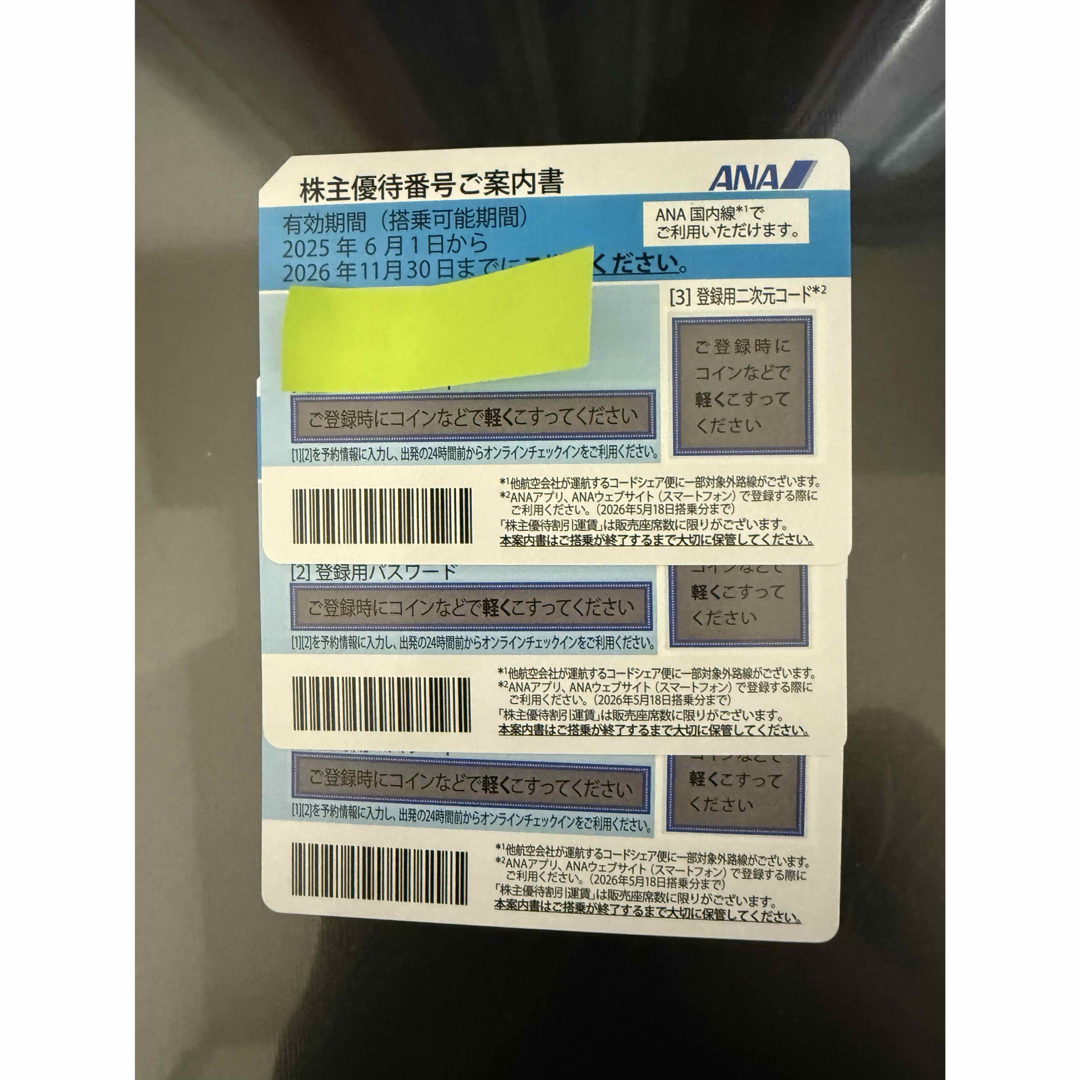 株主優待番号ご案内書
ANA
有効期間（搭乗可能期間）
2025年6月1日から
2026年11月30日までに ください。
ANA国内線*1で
ご利用いただけます。
[3] 登録用二次元コード*2
ご登録時に
コインなどで
軽くこすって
ください
ご登録時にコインなどで軽くこすってください
[1][2]を予約情報に入力し、出発の24時間前からオンラインチェックインをご利用ください。
*1他航空会社が運航するコードシェア便に一部対象外路線がございます。
*2ANAアプリ、ANAウェブサイト（スマートフォン）で登録する際に
ご利用ください。（2026年5月18日搭乗分まで）
「株主優待割引運賃」は販売座席数に限りがございます。
本案内書はご搭乗が終了するまで大切に保管してください。
[2] 登録用パスワード
ご登録時にコインなどで軽くこすってください
コインなどで
軽くこすって
ください
[1][2]を予約情報に入力し、出発の24時間前からオンラインチェックインをご利用ください。
*1他航空会社が運航するコードシェア便に一部対象外路線がございます。
*2ANAアプリ、ANAウェブサイト（スマートフォン）で登録する際に
ご利用ください。（2026年5月18日搭乗分まで）
「株主優待割引運賃」は販売座席数に限りがございます。
本案内書はご搭乗が終了するまで大切に保管してください。
ご登録時にコインなどで軽くこすってください
コインなどで
軽くこすって
ください
[1][2]を予約情報に入力し、出発の24時間前からオンラインチェックインをご利用ください。
*1他航空会社が運航するコードシェア便に一部対象外路線がございます。
*2ANAアプリ、ANAウェブサイト（スマートフォン）で登録する際に
ご利用ください。（2026年5月18日搭乗分まで）
「株主優待割引運賃」は販売座席数に限りがございます。
本案内書はご搭乗が終了するまで大切に保管してください。